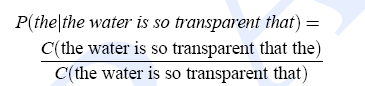 P(the|the water is so transparent that) =
C(the water is so transparent that the)
C(the water is so transparent that)